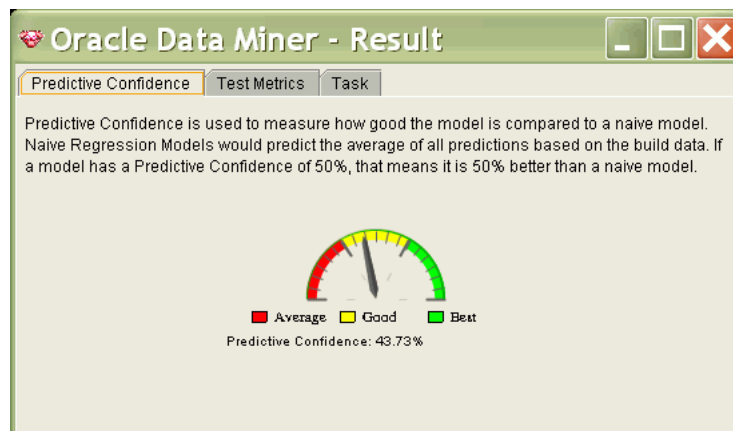 Oracle Data Miner - Result
Predictive Confidence Test Metrics Task
Predictive Confidence is used to measure how good the model is compared to a naive model.
Naive Regression Models would predict the average of all predictions based on the build data. If
a model has a Predictive Confidence of 50%, that means it is 50% better than a naive model.
Average Good Best
Predictive Confidence: 43.73%